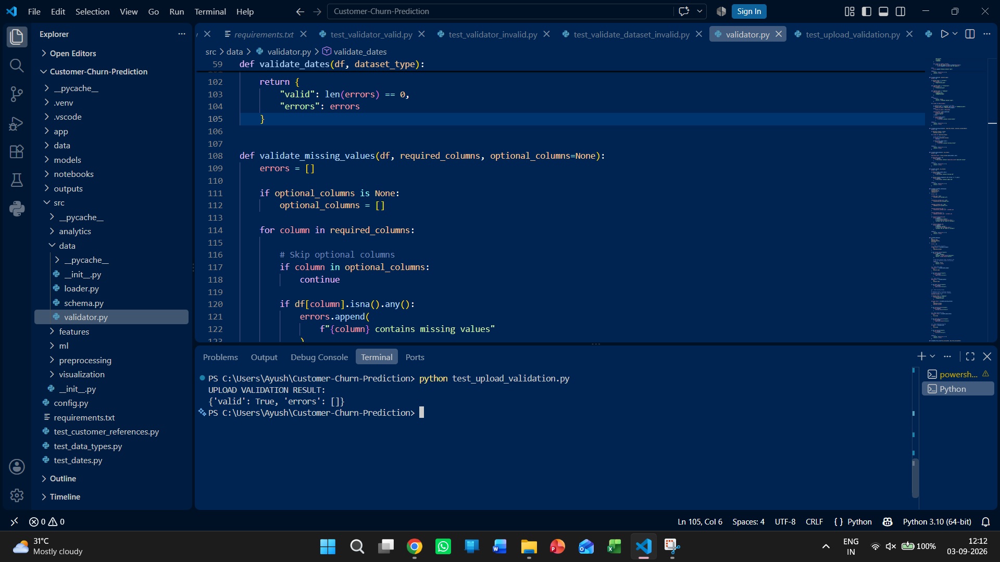 File Edit Selection View Go Run Terminal Help
Customer-Churn-Prediction
Sign In
Explorer
Open Editors
Customer-Churn-Prediction
__pycache__
.venv
.vscode
app
data
models
notebooks
outputs
src
__pycache__
analytics
data
__pycache__
__init__.py
loader.py
schema.py
validator.py
features
ml
preprocessing
visualization
__init__.py
config.py
requirements.txt
test_customer_references.py
test_data_types.py
test_dates.py
Outline
Timeline
requirements.txt test_validator_valid.py test_validator_invalid.py test_validate_dataset_invalid.py validator.py test_upload_validation.py
src > data > validator.py > validate_dates
59 def validate_dates(df, dataset_type):
102 return {
103 "valid": len(errors) == 0,
104 "errors": errors
105 }
106
107
108 def validate_missing_values(df, required_columns, optional_columns=None):
109 errors = []
110
111 if optional_columns is None:
112 optional_columns = []
113
114 for column in required_columns:
115
116 # Skip optional columns
117 if column in optional_columns:
118 continue
119
120 if df[column].isna().any():
121 errors.append(
122 f"{column} contains missing values"
123 )
Problems Output Debug Console Terminal Ports
PS C:\Users\Ayush\Customer-Churn-Prediction> python test_upload_validation.py
UPLOAD VALIDATION RESULT:
{'valid': True, 'errors': []}
PS C:\Users\Ayush\Customer-Churn-Prediction>
powersh...
Python
0 0
Ln 105, Col 6 Spaces: 4 UTF-8 CRLF {} Python Python 3.10 (64-bit)
31°C
Mostly cloudy
ENG
IN
100%
12:12
03-09-2026